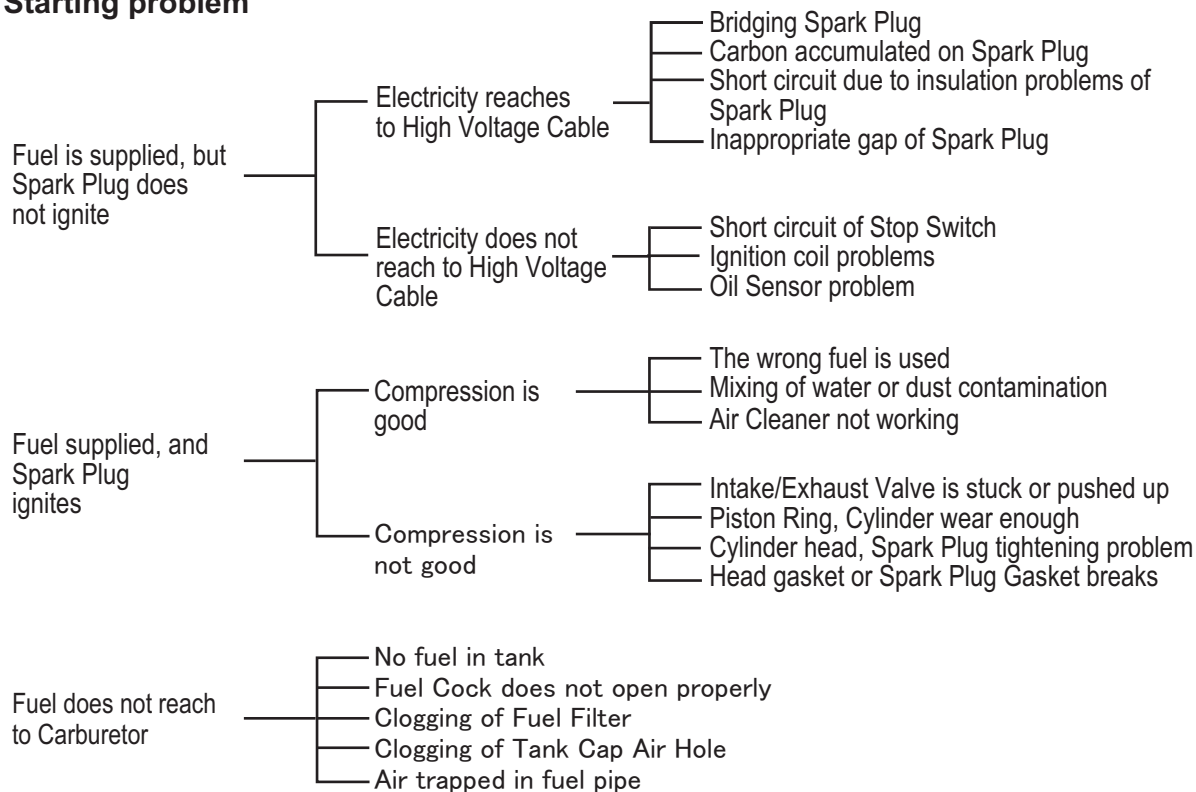 Starting problem
Fuel is supplied, but
Spark Plug does
not ignite
Electricity reaches
to High Voltage Cable
Bridging Spark Plug
Carbon accumulated on Spark Plug
Short circuit due to insulation problems of
Spark Plug
Inappropriate gap of Spark Plug
Electricity does not
reach to High Voltage
Cable
Short circuit of Stop Switch
Ignition coil problems
Oil Sensor problem
Fuel supplied, and
Spark Plug
ignites
Compression is
good
The wrong fuel is used
Mixing of water or dust contamination
Air Cleaner not working
Compression is
not good
Intake/Exhaust Valve is stuck or pushed up
Piston Ring, Cylinder wear enough
Cylinder head, Spark Plug tightening problem
Head gasket or Spark Plug Gasket breaks
Fuel does not reach
to Carburetor
No fuel in tank
Fuel Cock does not open properly
Clogging of Fuel Filter
Clogging of Tank Cap Air Hole
Air trapped in fuel pipe